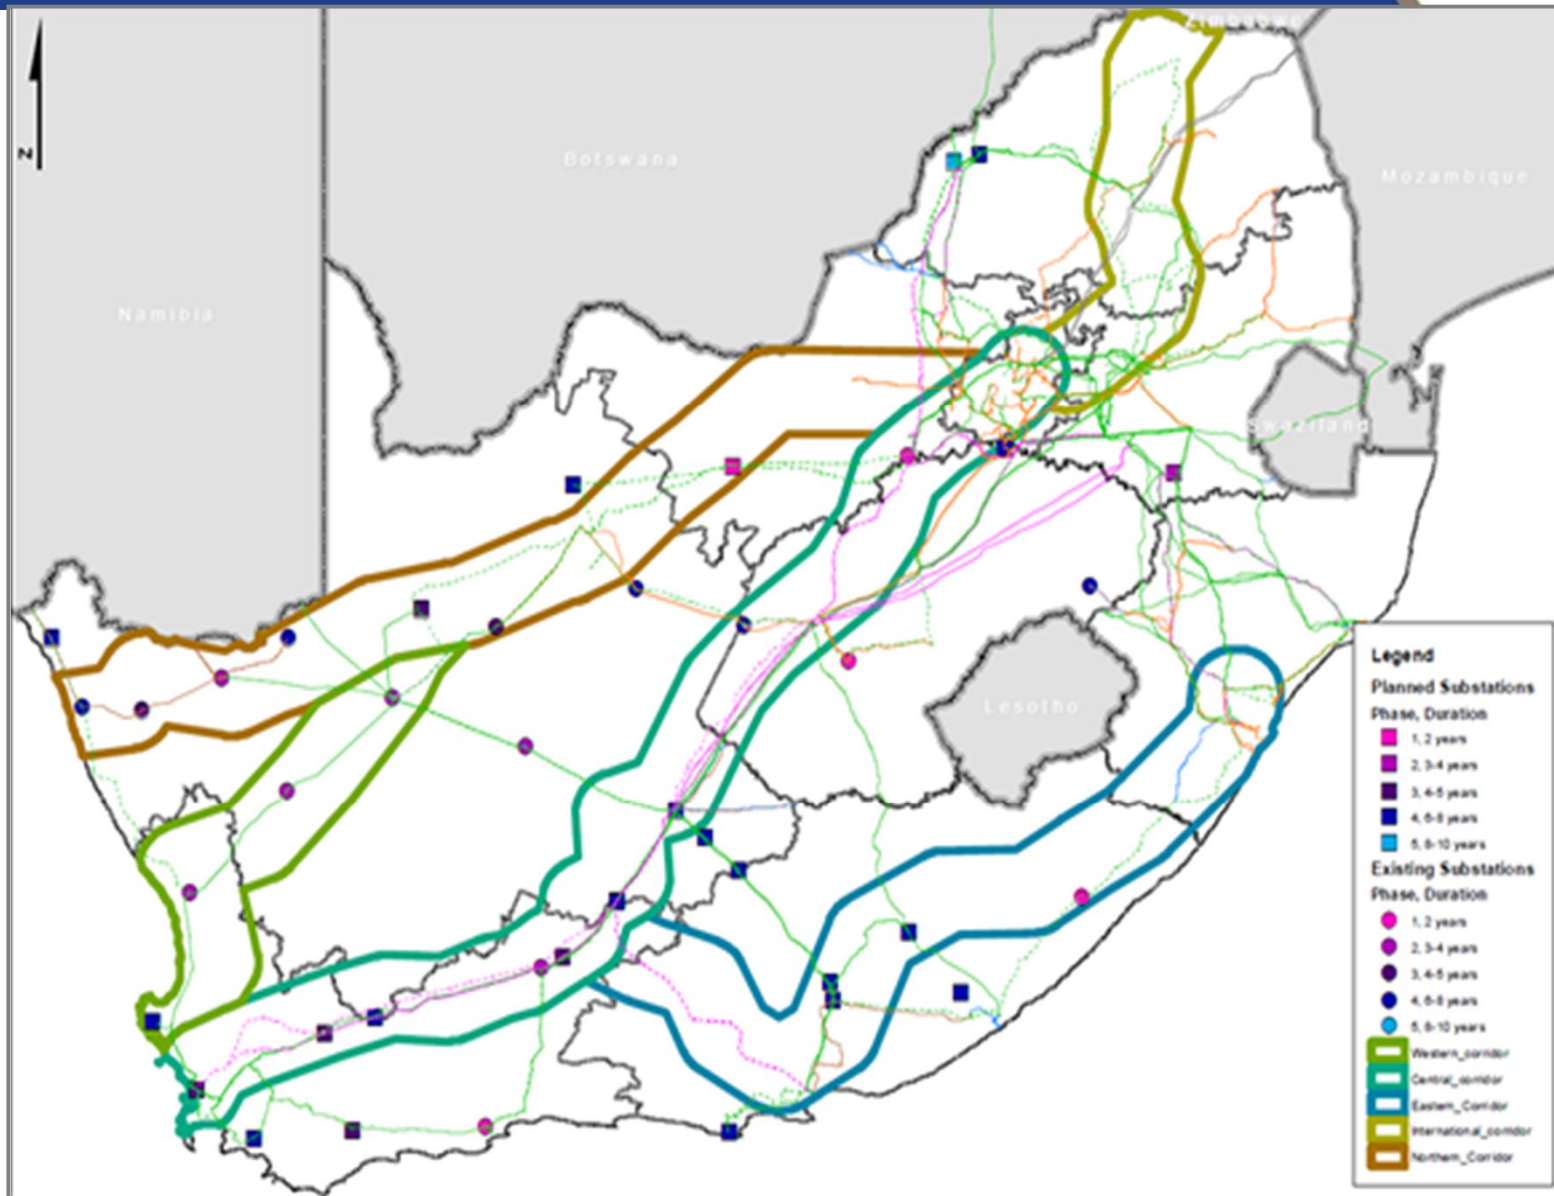 Zimbabwe
Botswana
Mozambique
Namibia
Swaziland
Lesotho
N
Legend
Planned Substations
Phase, Duration
1, 2 years
2, 3-4 years
3, 4-5 years
4, 6-8 years
5, 8-10 years
Existing Substations
Phase, Duration
1, 2 years
2, 3-4 years
3, 4-5 years
4, 6-8 years
5, 8-10 years
Western_corridor
Central_corridor
Eastern_Corridor
International_corridor
Northern_Corridor